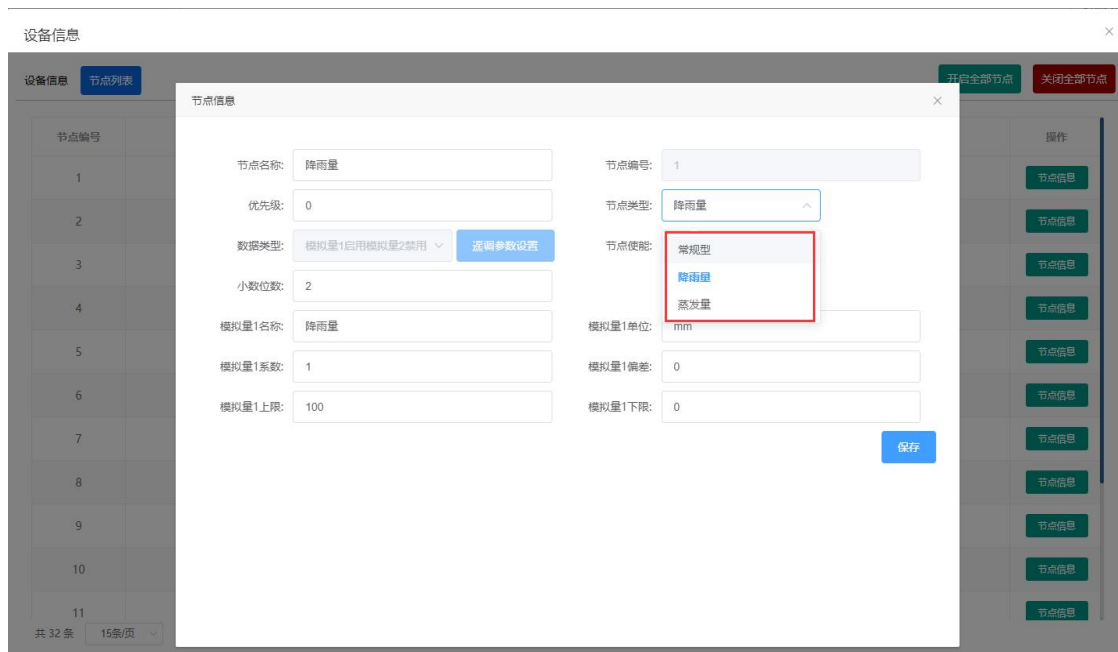 设备信息
设备信息 节点列表 开启全部节点 关闭全部节点
节点信息
节点编号 操作
节点名称: 降雨量 节点编号: 1
1 节点信息
优先级: 0 节点类型: 降雨量
2 节点信息
数据类型: 模拟量1启用模拟量2禁用 遥调参数设置 节点使能: 常规型
3 节点信息
降雨量
小数位数: 2
4 蒸发量 节点信息
模拟量1名称: 降雨量 模拟量1单位: mm
5 节点信息
模拟量1系数: 1 模拟量1偏差: 0
6 节点信息
模拟量1上限: 100 模拟量1下限: 0
7 保存 节点信息
8 节点信息
9 节点信息
10 节点信息
11 节点信息
共 32 条 15条/页